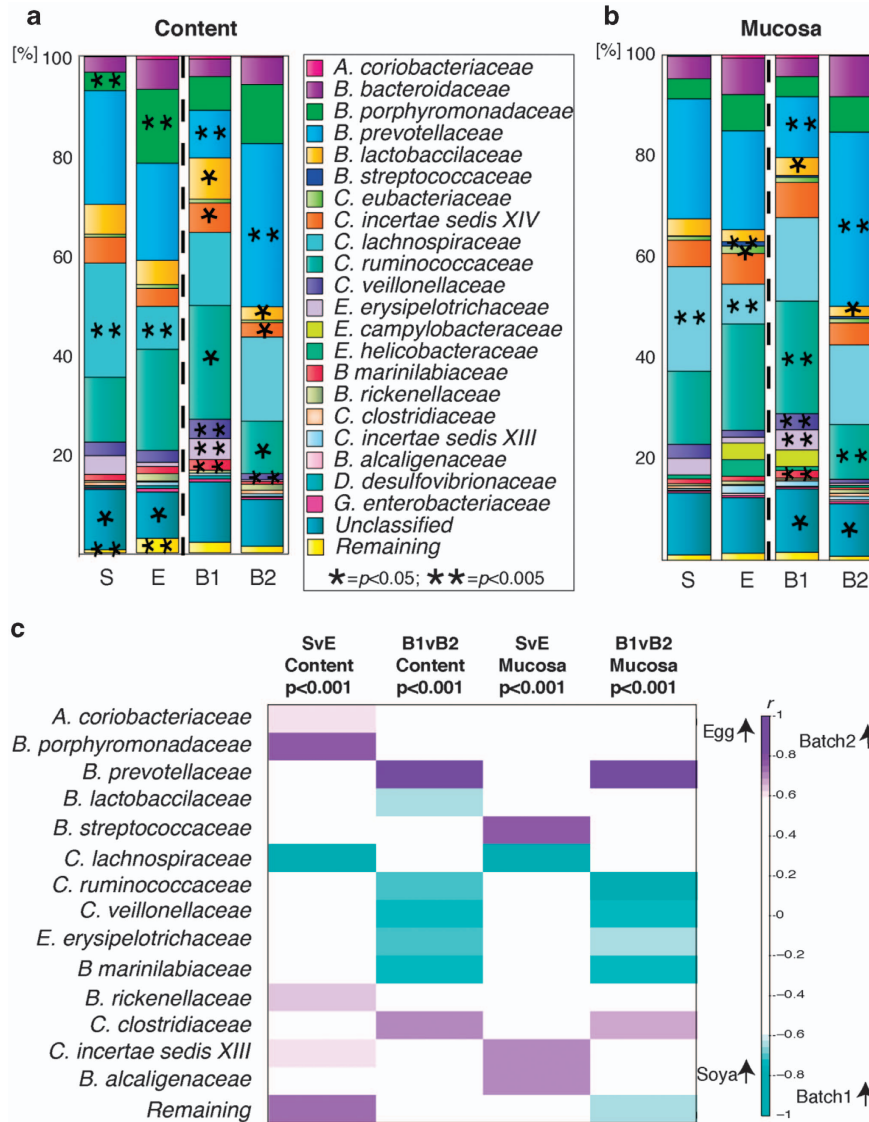 a
Content
[%]
100
80
60
40
20
S E B1 B2
A. coriobacteriaceae
B. bacteroidaceae
B. porphyromonadaceae
B. prevotellaceae
B. lactobaccilaceae
B. streptococcaceae
C. eubacteriaceae
C. incertae sedis XIV
C. lachnospiraceae
C. ruminococcaceae
C. veillonellaceae
E. erysipelotrichaceae
E. campylobacteraceae
E. helicobacteraceae
B marinilabiaceae
B. rickenellaceae
C. clostridiaceae
C. incertae sedis XIII
B. alcaligenaceae
D. desulfovibrionaceae
G. enterobacteriaceae
Unclassified
Remaining
*=p<0.05; **=p<0.005
b
Mucosa
[%]
100
80
60
40
20
S E B1 B2
c
SvE Content p<0.001
B1vB2 Content p<0.001
SvE Mucosa p<0.001
B1vB2 Mucosa p<0.001
A. coriobacteriaceae
B. porphyromonadaceae
B. prevotellaceae
B. lactobaccilaceae
B. streptococcaceae
C. lachnospiraceae
C. ruminococcaceae
C. veillonellaceae
E. erysipelotrichaceae
B marinilabiaceae
B. rickenellaceae
C. clostridiaceae
C. incertae sedis XIII
B. alcaligenaceae
Remaining
r
Egg
Batch2
1
0.8
0.6
0.4
0.2
0
-0.2
-0.4
-0.6
-0.8
-1
Soya
Batch1